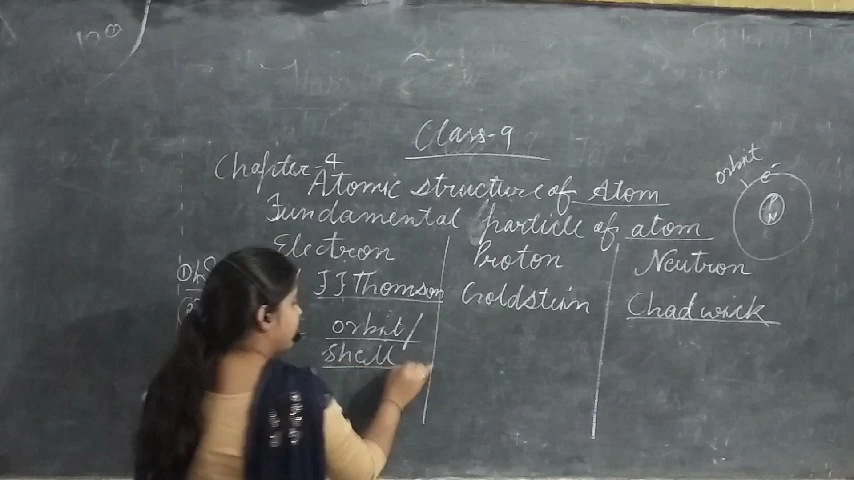 Class-9
Chapter-4
Atomic structure of Atom
Fundamental particle of atom
Electron
Proton
Neutron
JJ Thomson
Goldstein
Chadwick
orbit/
shell
orbit
e-
P
N